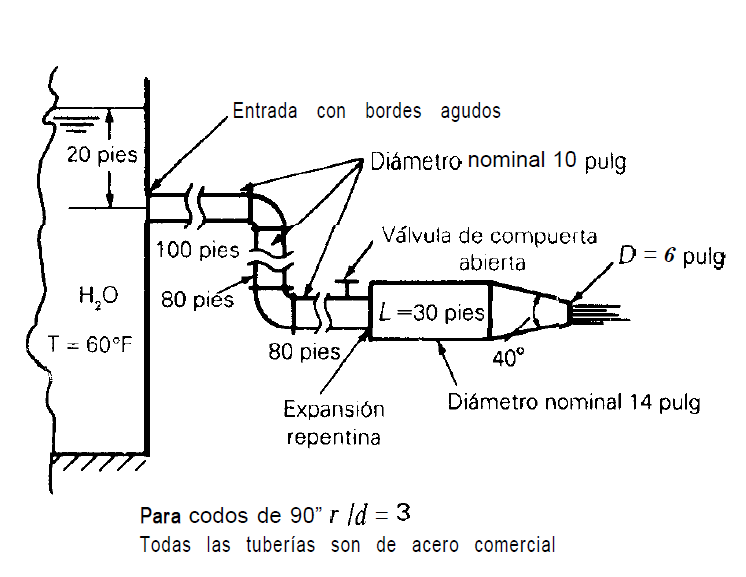 Entrada con bordes agudos
20 pies
Diámetro nominal 10 pulg
100 pies
Válvula de compuerta
abierta
D = 6 pulg
H₂O
80 pies
T = 60°F
L = 30 pies
80 pies
40°
Expansión
repentina
Diámetro nominal 14 pulg
Para codos de 90" r /d = 3
Todas las tuberías son de acero comercial